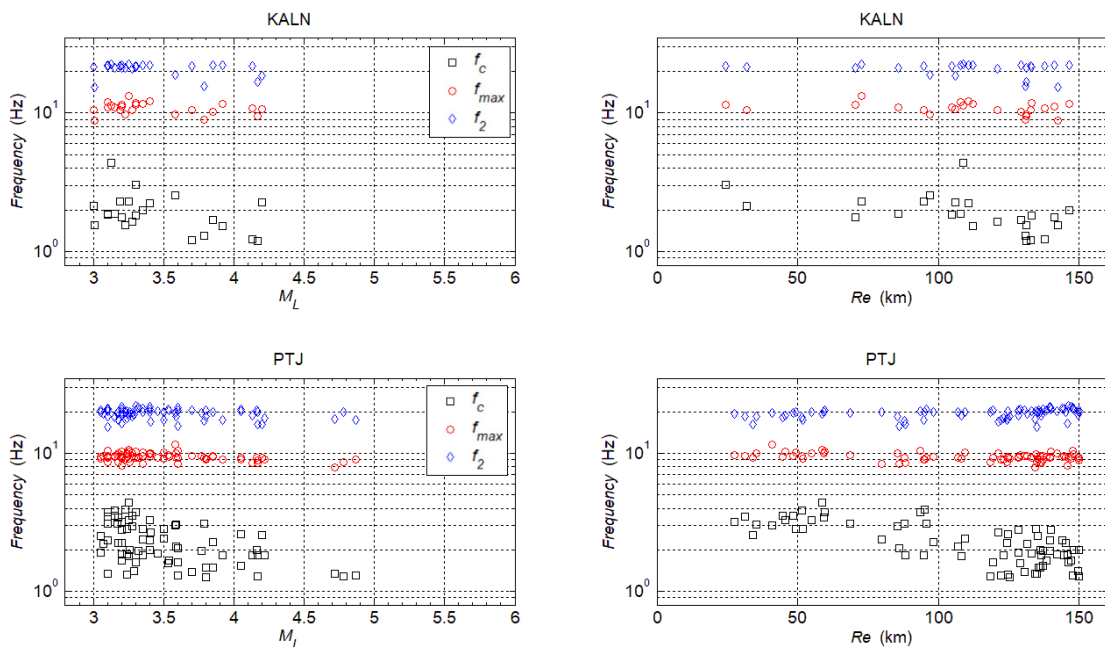 KALN
KALN
10^1
10^0
Frequency (Hz)
f_c
f_max
f_2
3 3.5 4 4.5 5 5.5 6
M_L
10^1
10^0
Frequency (Hz)
0 50 100 150
Re (km)
PTJ
PTJ
10^1
10^0
Frequency (Hz)
f_c
f_max
f_2
3 3.5 4 4.5 5 5.5 6
M_L
10^1
10^0
Frequency (Hz)
0 50 100 150
Re (km)